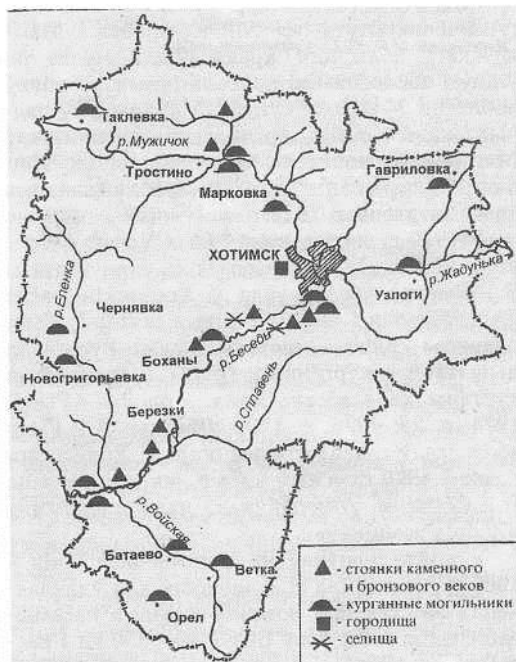 Таклевка
р.Мужичок
Тростино
Гавриловка
Марковка
ХОТИМСК
р.Жадунька
Узлоги
р.Еленка
Чернявка
р.Беседь
Боханы
Новогригорьевка
р.Сплавень
Березки
р.Войская
Батаево
Ветка
Орел
- стоянки каменного
и бронзового веков
- курганные могильники
- городища
- селища